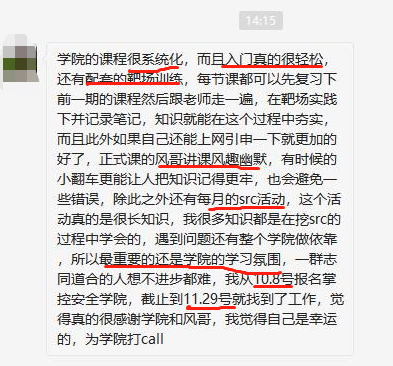 14:15
学院的课程很系统化，而且入门真的很轻松，
还有配套的靶场训练，每节课都可以先复习下
前一期的课程然后跟老师走一遍，在靶场实践
下并记录笔记，知识就能在这个过程中夯实，
而且此外如果自己还能上网引申一下就更加的
好了，正式课的风哥讲课风趣幽默，有时候的
小翻车更能让人把知识记得更牢，也会避免一
些错误，除此之外还有每月的src活动，这个活
动真的是很长知识，我很多知识都是在挖src的
过程中学会的，遇到问题还有整个学院做依靠
，所以最重要的还是学院的学习氛围，一群志
同道合的人想不进步都难，我从10.8号报名掌
控安全学院，截止到11.29号就找到了工作，觉
得真的很感谢学院和风哥，我觉得自己是幸运
的，为学院打call